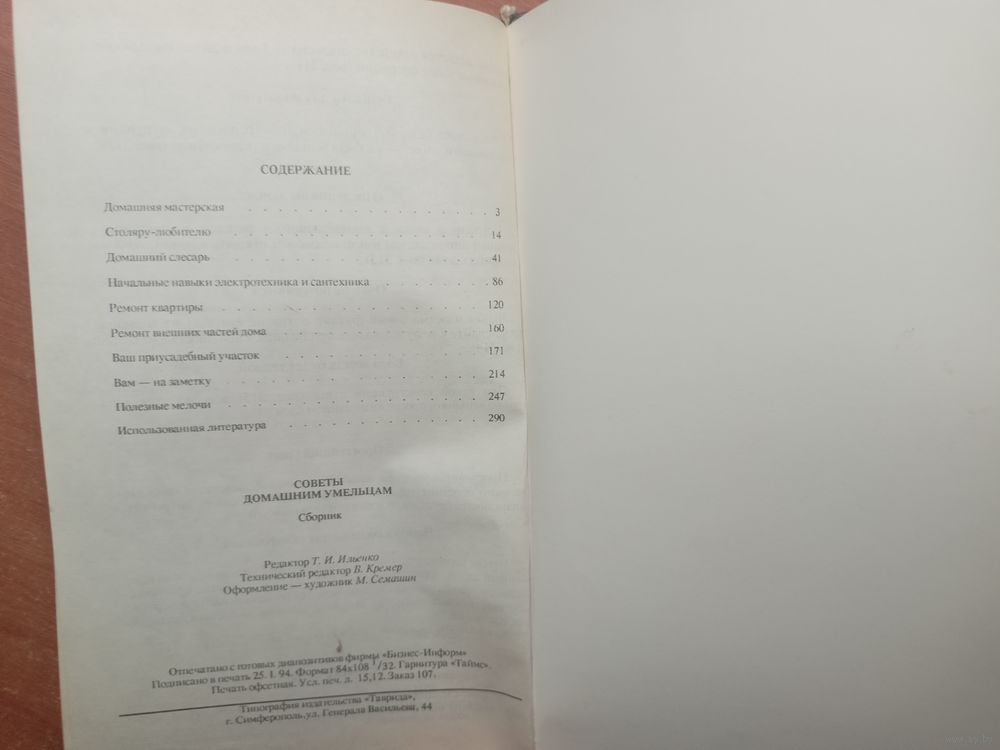 СОДЕРЖАНИЕ
Домашняя мастерская . . . . . . . . . . . . . . . . 3
Столяру-любителю . . . . . . . . . . . . . . . . 14
Домашний слесарь . . . . . . . . . . . . . . . . 41
Начальные навыки электротехника и сантехника . . . . . . 86
Ремонт квартиры . . . . . . . . . . . . . . . . 120
Ремонт внешних частей дома . . . . . . . . . . . . 160
Ваш приусадебный участок . . . . . . . . . . . . 171
Вам — на заметку . . . . . . . . . . . . . . . . 214
Полезные мелочи . . . . . . . . . . . . . . . . 247
Использованная литература . . . . . . . . . . . . 290
СОВЕТЫ
ДОМАШНИМ УМЕЛЬЦАМ
Сборник
Редактор Т. И. Ильенко
Технический редактор В. Кремер
Оформление — художник М. Семашин
Отпечатано с готовых диапозитивов фирмы «Бизнес-Информ»
Подписано в печать 25. I. 94. Формат 84х108 1/32. Гарнитура «Таймс».
Печать офсетная. Усл. печ. л. 15,12. Заказ 107.
Типография издательства «Таврида»,
г. Симферополь,ул. Генерала Васильева, 44